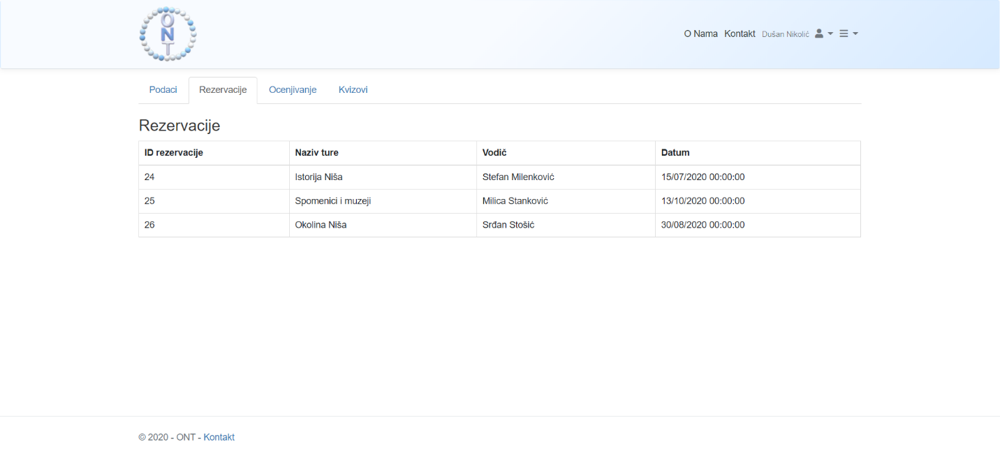 ONT
O Nama Kontakt Dušan Nikolić
Podaci Rezervacije Ocenjivanje Kvizovi
Rezervacije
ID rezervacije Naziv ture Vodič Datum
24 Istorija Niša Stefan Milenković 15/07/2020 00:00:00
25 Spomenici i muzeji Milica Stanković 13/10/2020 00:00:00
26 Okolina Niša Srđan Stošić 30/08/2020 00:00:00
© 2020 - ONT - Kontakt